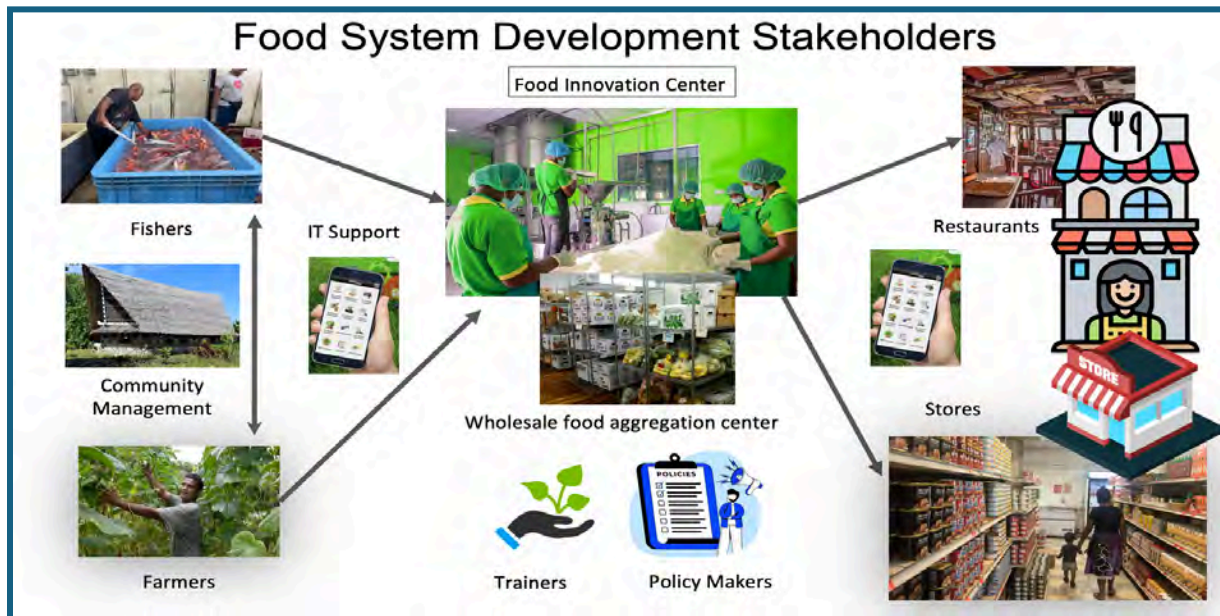 Food System Development Stakeholders
Food Innovation Center
Fishers
IT Support
Restaurants
Community
Management
Wholesale food aggregation center
Stores
STORE
POLICIES
Farmers
Trainers
Policy Makers